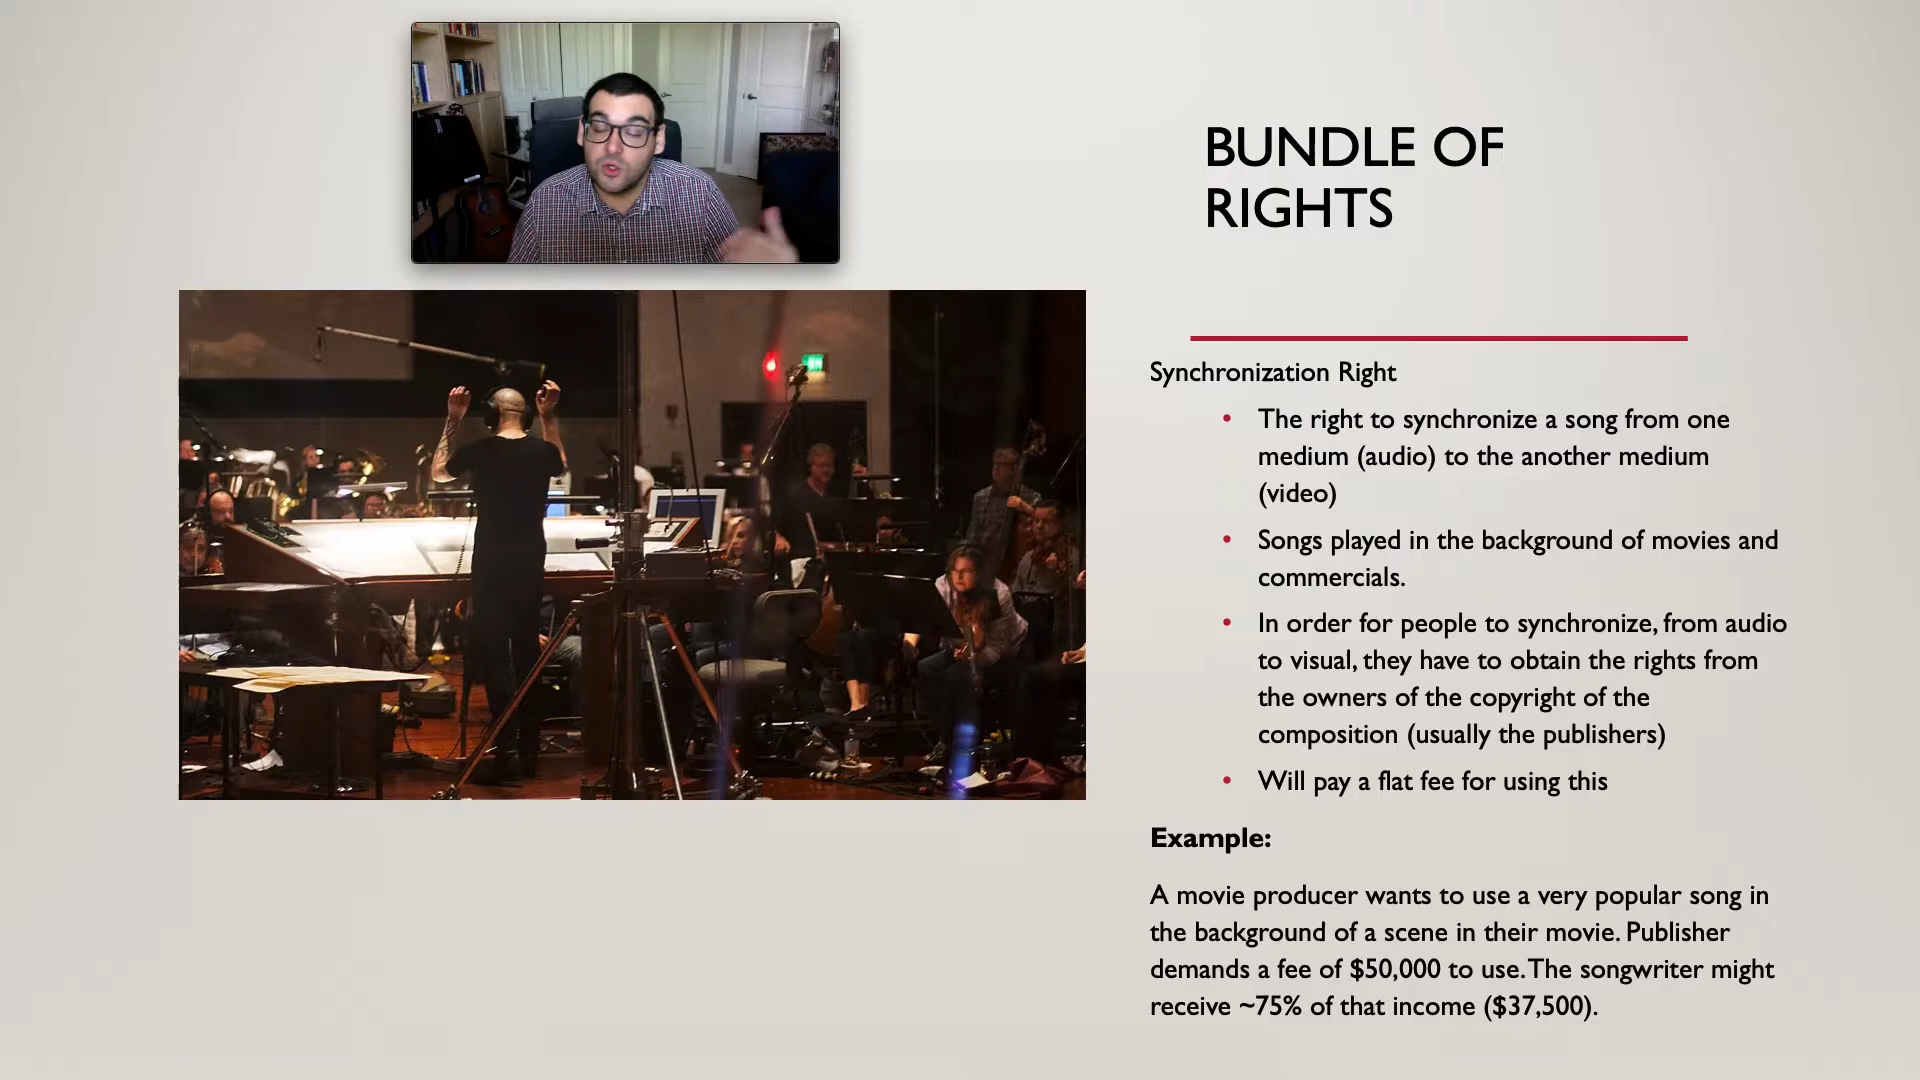 BUNDLE OF
RIGHTS
Synchronization Right
• The right to synchronize a song from one
medium (audio) to the another medium
(video)
• Songs played in the background of movies and
commercials.
• In order for people to synchronize, from audio
to visual, they have to obtain the rights from
the owners of the copyright of the
composition (usually the publishers)
• Will pay a flat fee for using this
Example:
A movie producer wants to use a very popular song in
the background of a scene in their movie. Publisher
demands a fee of $50,000 to use. The songwriter might
receive ~75% of that income ($37,500).